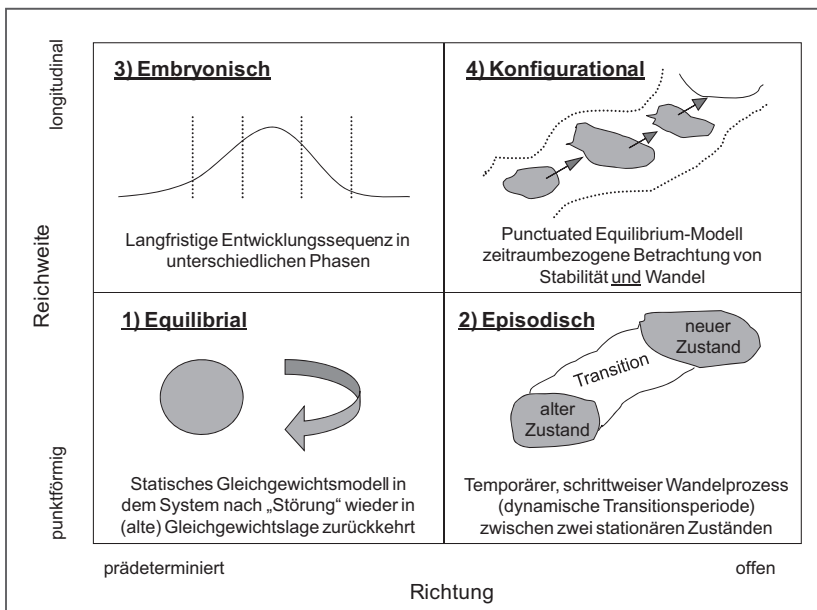 3) Embryonisch
Langfristige Entwicklungssequenz in
unterschiedlichen Phasen
4) Konfigurational
Punctuated Equilibrium-Modell
zeitraumbezogene Betrachtung von
Stabilität und Wandel
1) Equilibrial
Statisches Gleichgewichtsmodell in
dem System nach „Störung“ wieder in
(alte) Gleichgewichtslage zurückkehrt
2) Episodisch
neuer
Zustand
Transition
alter
Zustand
Temporärer, schrittweiser Wandelprozess
(dynamische Transitionsperiode)
zwischen zwei stationären Zuständen
longitudinal
Reichweite
punktförmig
prädeterminiert
offen
Richtung